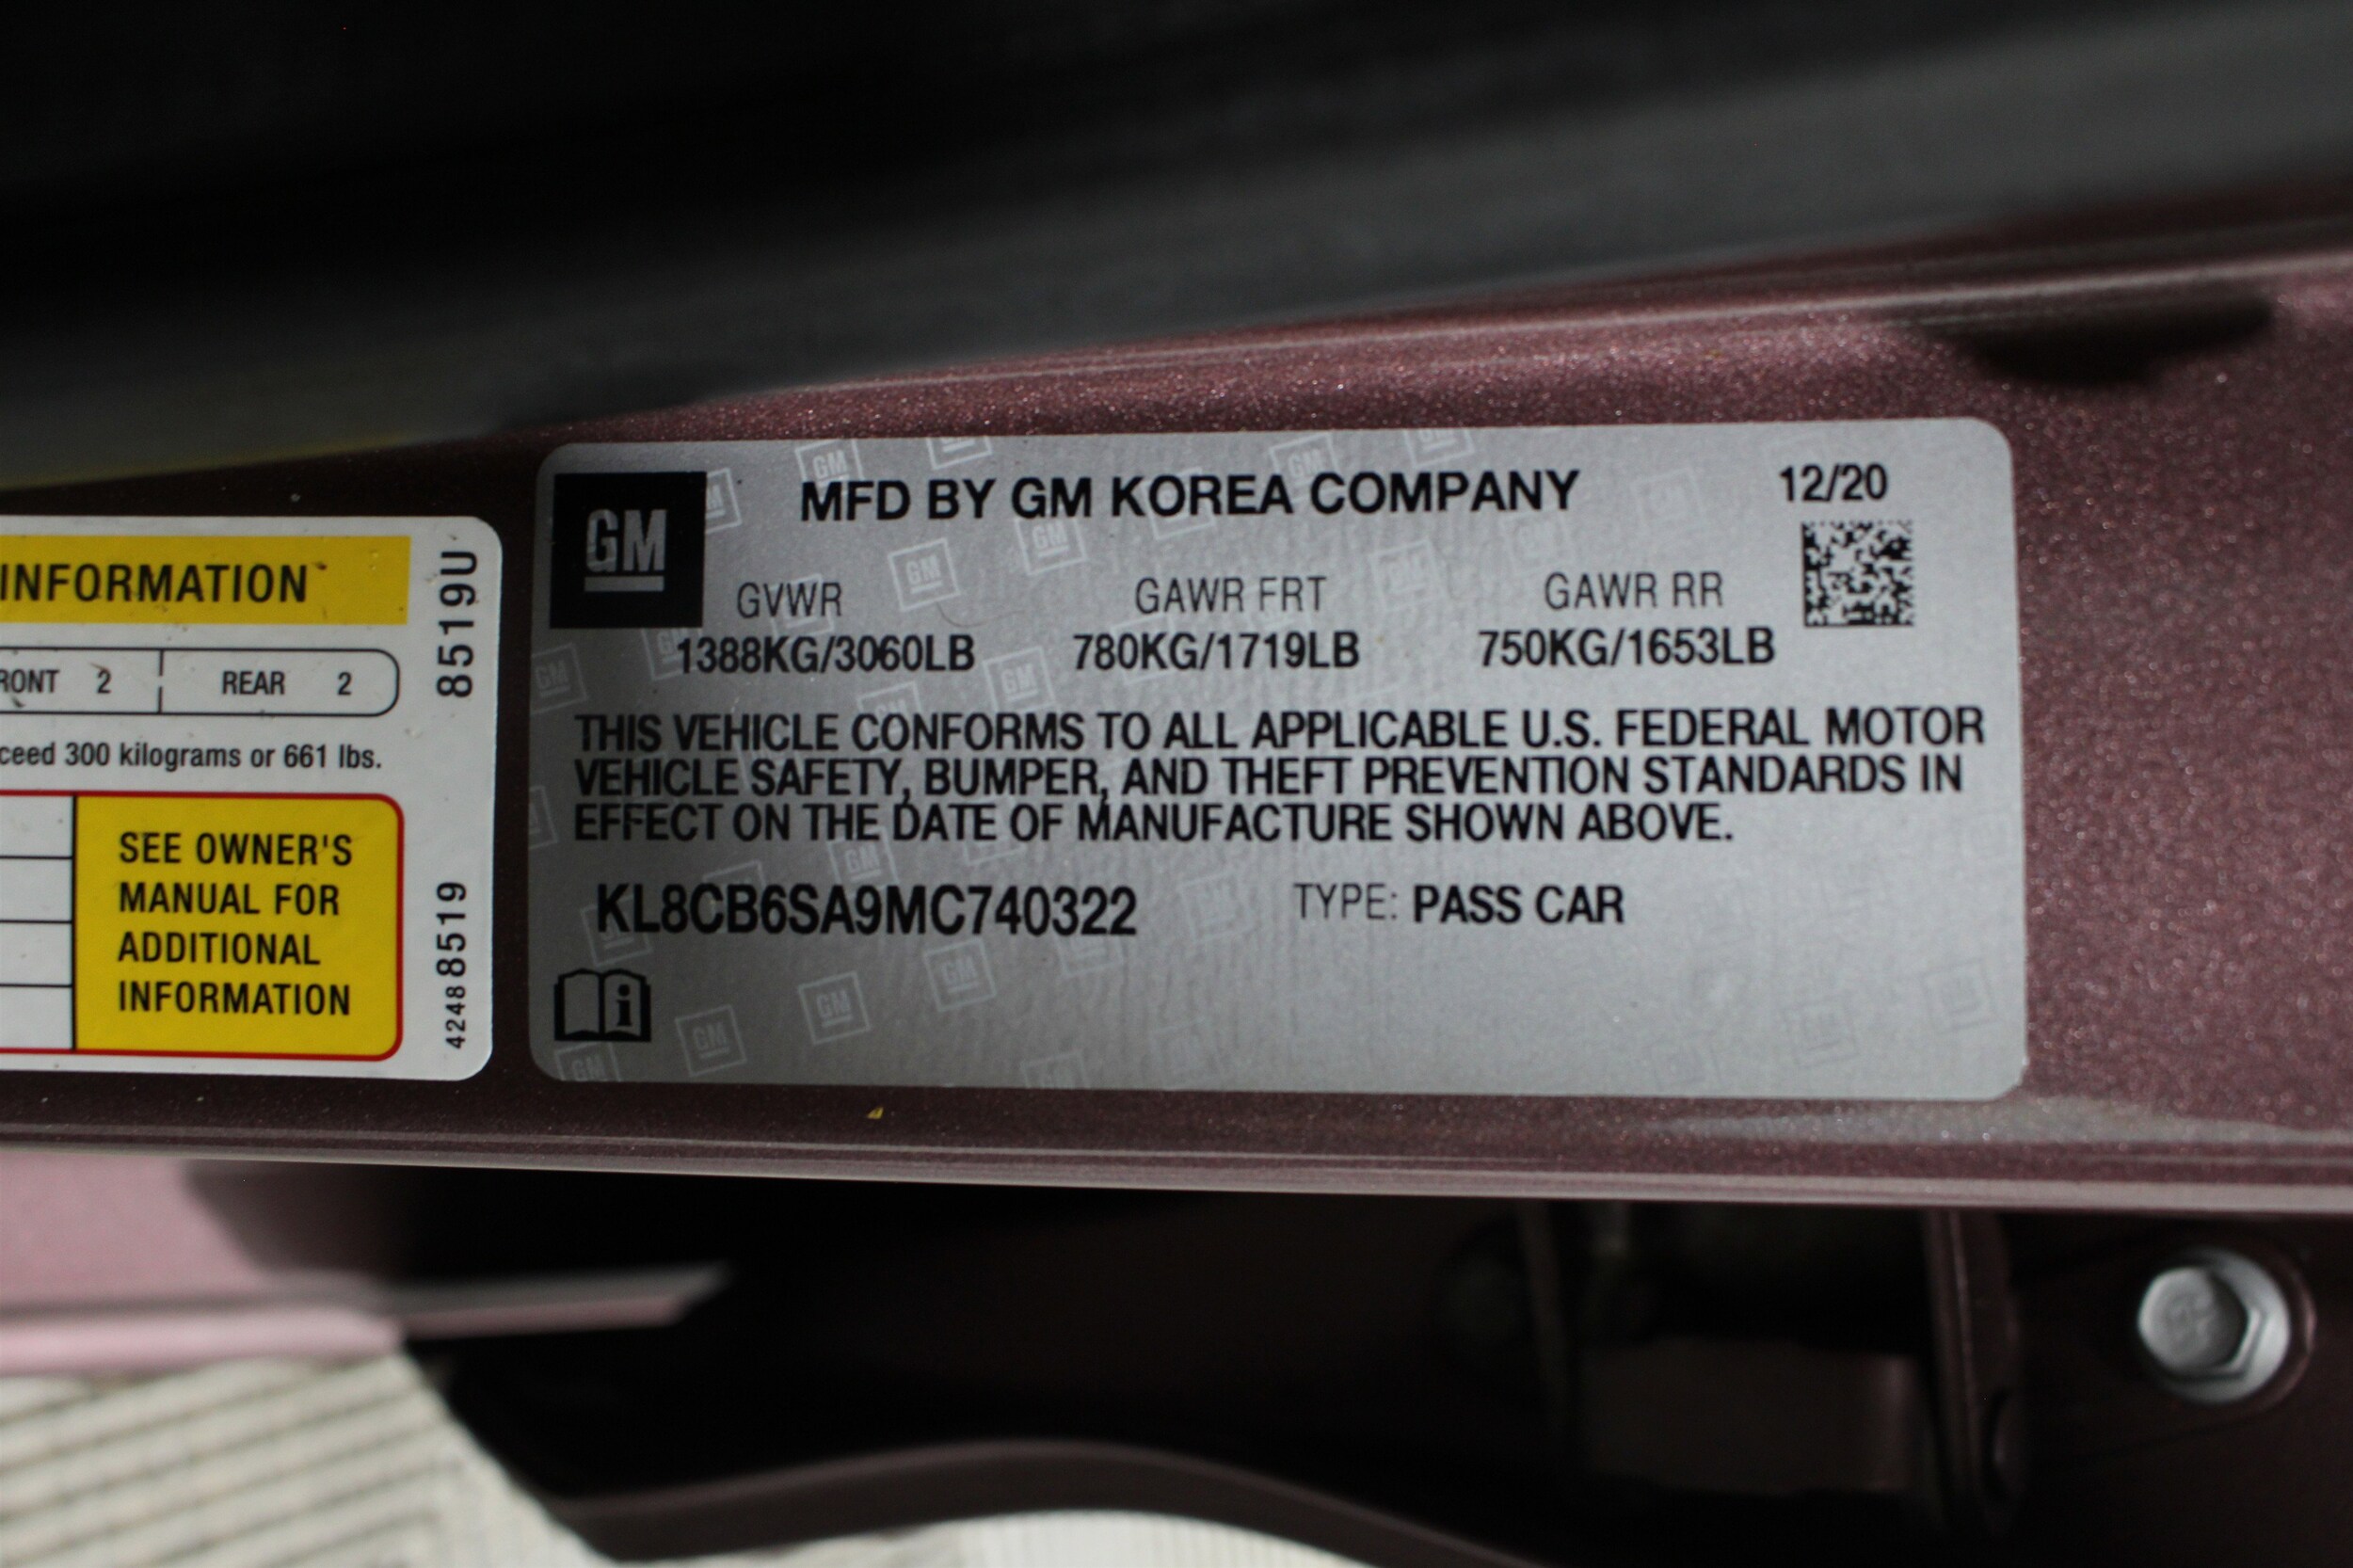 INFORMATION
RONT 2 REAR 2
ceed 300 kilograms or 661 lbs.
SEE OWNER'S
MANUAL FOR
ADDITIONAL
INFORMATION
8519U
42488519
GM
MFD BY GM KOREA COMPANY 12/20
GVWR GAWR FRT GAWR RR
1388KG/3060LB 780KG/1719LB 750KG/1653LB
THIS VEHICLE CONFORMS TO ALL APPLICABLE U.S. FEDERAL MOTOR
VEHICLE SAFETY, BUMPER, AND THEFT PREVENTION STANDARDS IN
EFFECT ON THE DATE OF MANUFACTURE SHOWN ABOVE.
KL8CB6SA9MC740322 TYPE: PASS CAR
i